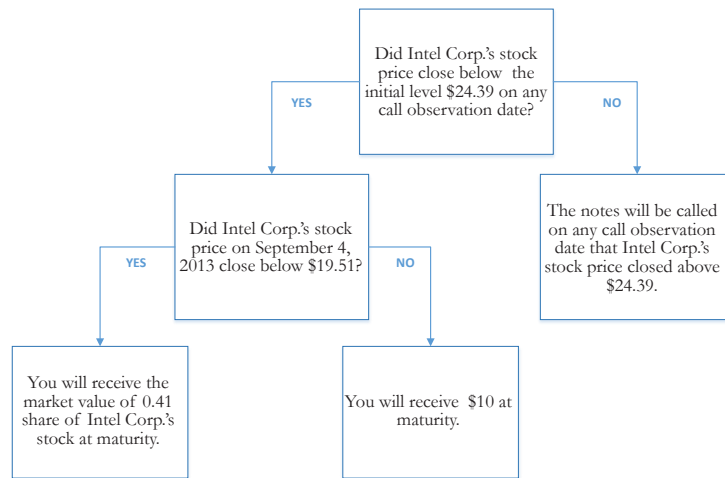 Did Intel Corp.'s stock
price close below the
initial level $24.39 on any
call observation date?
YES
NO
Did Intel Corp.'s stock
price on September 4,
2013 close below $19.51?
The notes will be called
on any call observation
date that Intel Corp.'s
stock price closed above
$24.39.
YES
NO
You will receive the
market value of 0.41
share of Intel Corp.'s
stock at maturity.
You will receive $10 at
maturity.